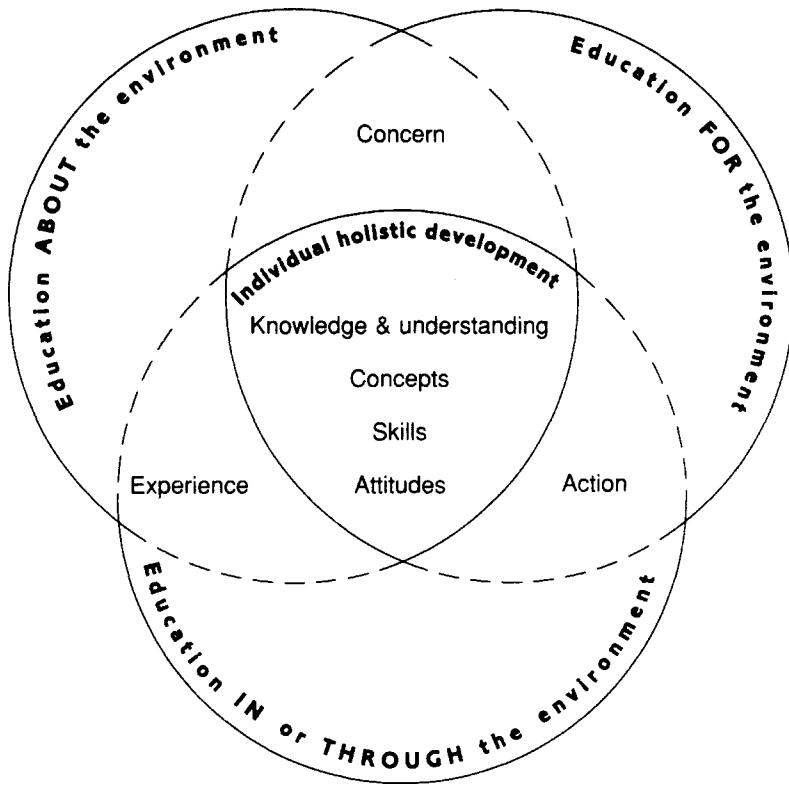 Education ABOUT the environment
Education FOR the environment
Concern
Individual holistic development
Knowledge & understanding
Concepts
Skills
Attitudes
Experience
Action
Education IN or THROUGH the environment